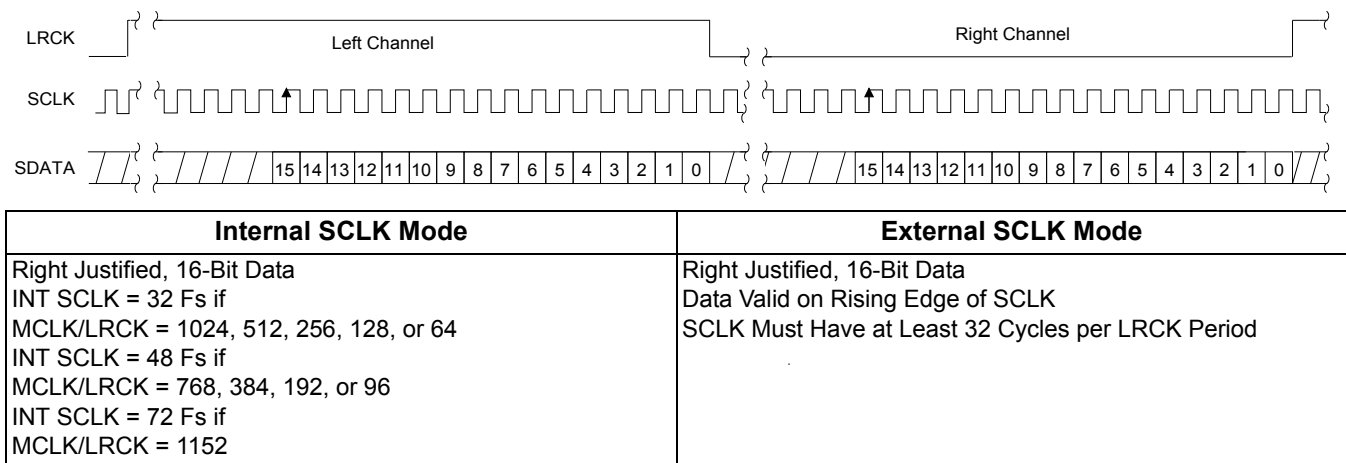 LRCK Left Channel Right Channel
SCLK
SDATA 15 14 13 12 11 10 9 8 7 6 5 4 3 2 1 0 15 14 13 12 11 10 9 8 7 6 5 4 3 2 1 0
Internal SCLK Mode External SCLK Mode
Right Justified, 16-Bit Data
INT SCLK = 32 Fs if
MCLK/LRCK = 1024, 512, 256, 128, or 64
INT SCLK = 48 Fs if
MCLK/LRCK = 768, 384, 192, or 96
INT SCLK = 72 Fs if
MCLK/LRCK = 1152
Right Justified, 16-Bit Data
Data Valid on Rising Edge of SCLK
SCLK Must Have at Least 32 Cycles per LRCK Period